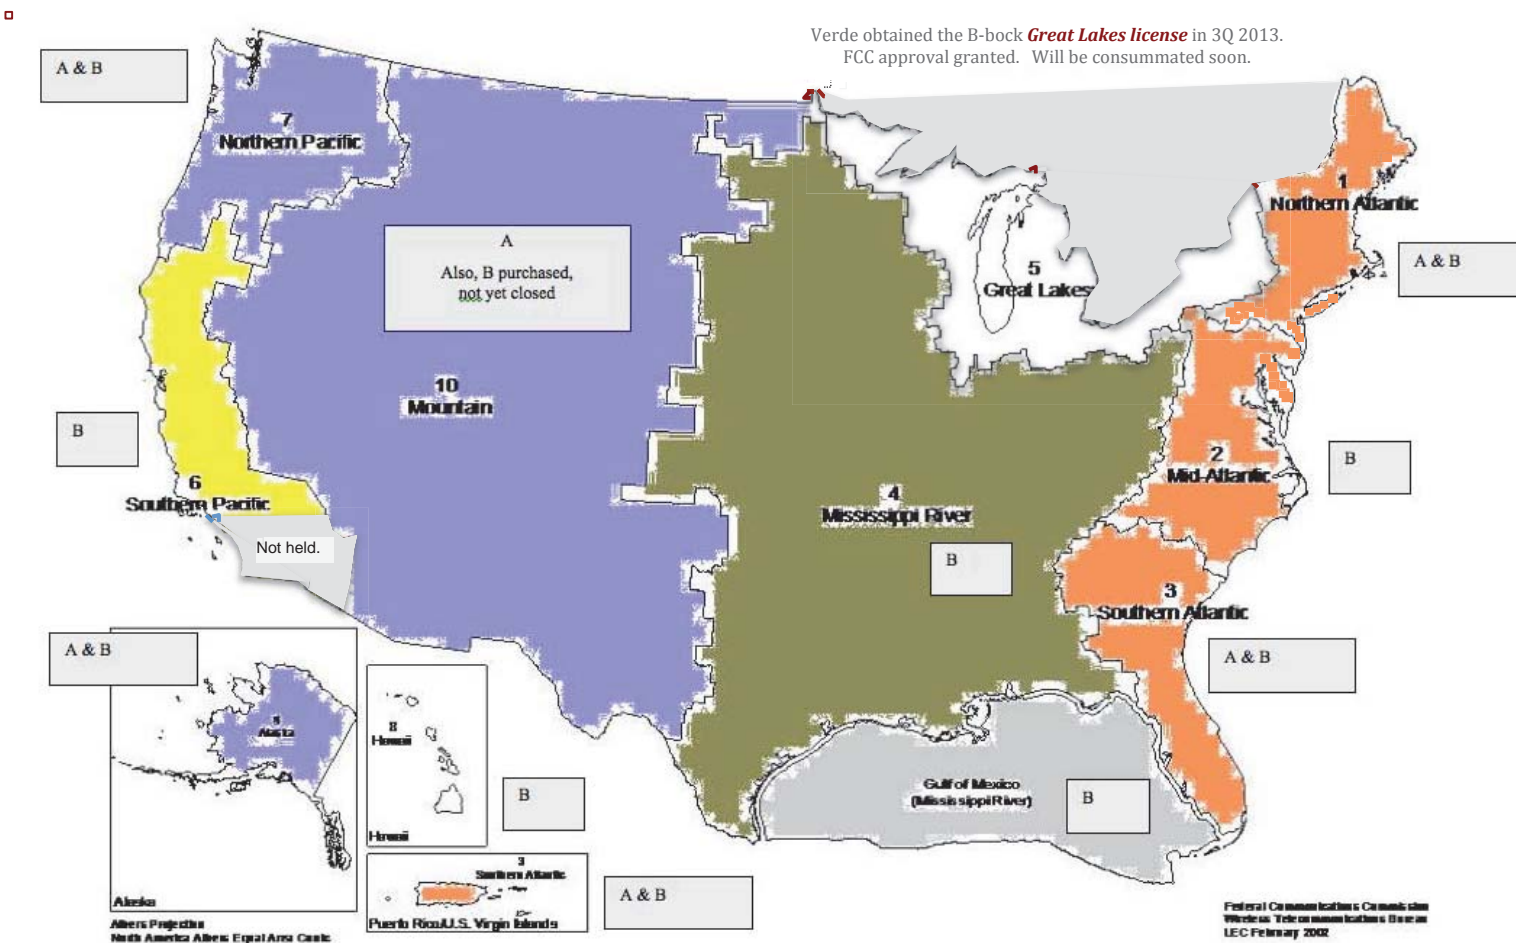 Verde obtained the B-bock Great Lakes license in 3Q 2013.
FCC approval granted. Will be consummated soon.
A & B
7
Northern Pacific
1
Northern Atlantic
A & B
A
Also, B purchased,
not yet closed
5
Great Lakes
10
Mountain
B
2
Mid-Atlantic
B
6
Southern Pacific
4
Mississippi River
Not held.
B
3
Southern Atlantic
A & B
A & B
Alaska
8
Hawaii
B
Gulf of Mexico
(Mississippi River)
B
Hawaii
3
Southern Atlantic
A & B
Alaska
Puerto Rico/U.S. Virgin Islands
Albers Projection
North America Albers Equal Area Conic
Federal Communications Commission
Wireless Telecommunications Bureau
LEC February 2002